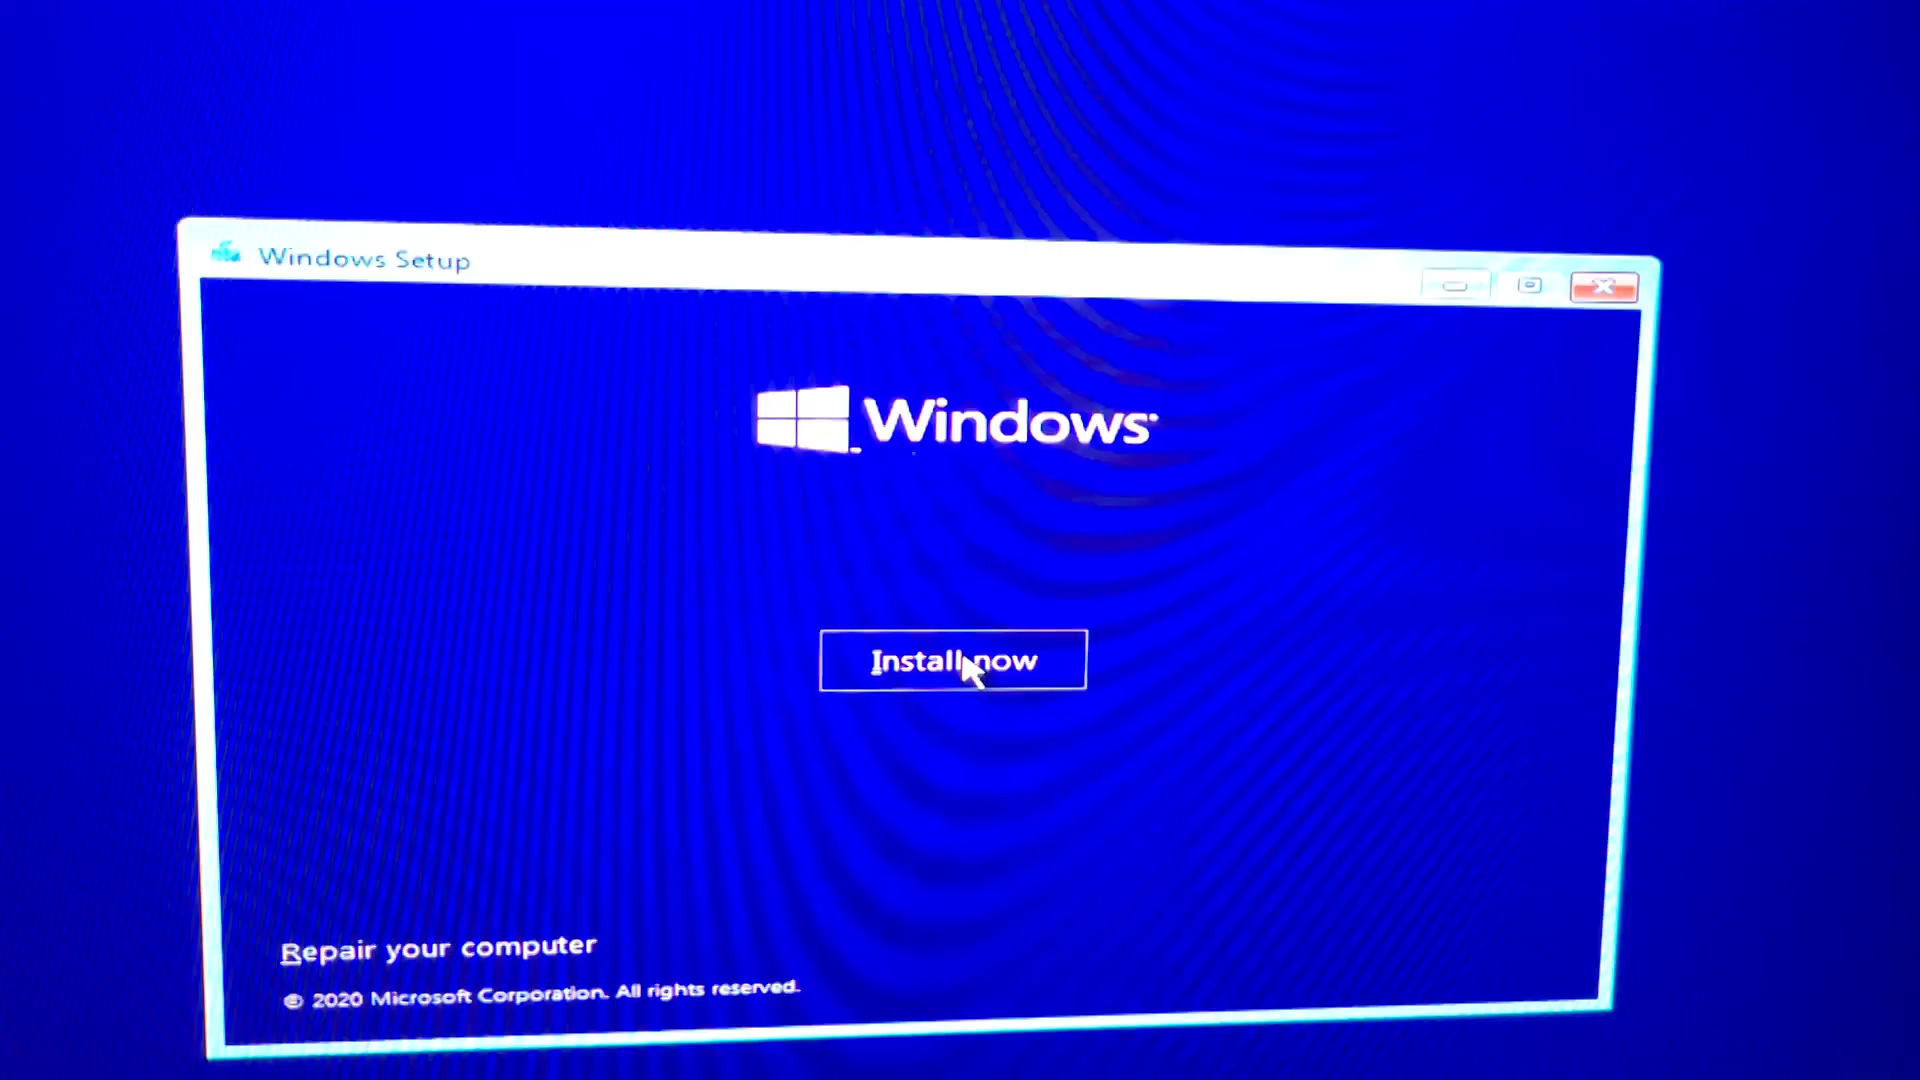 Windows Setup
Windows
Install now
Repair your computer
© 2020 Microsoft Corporation. All rights reserved.